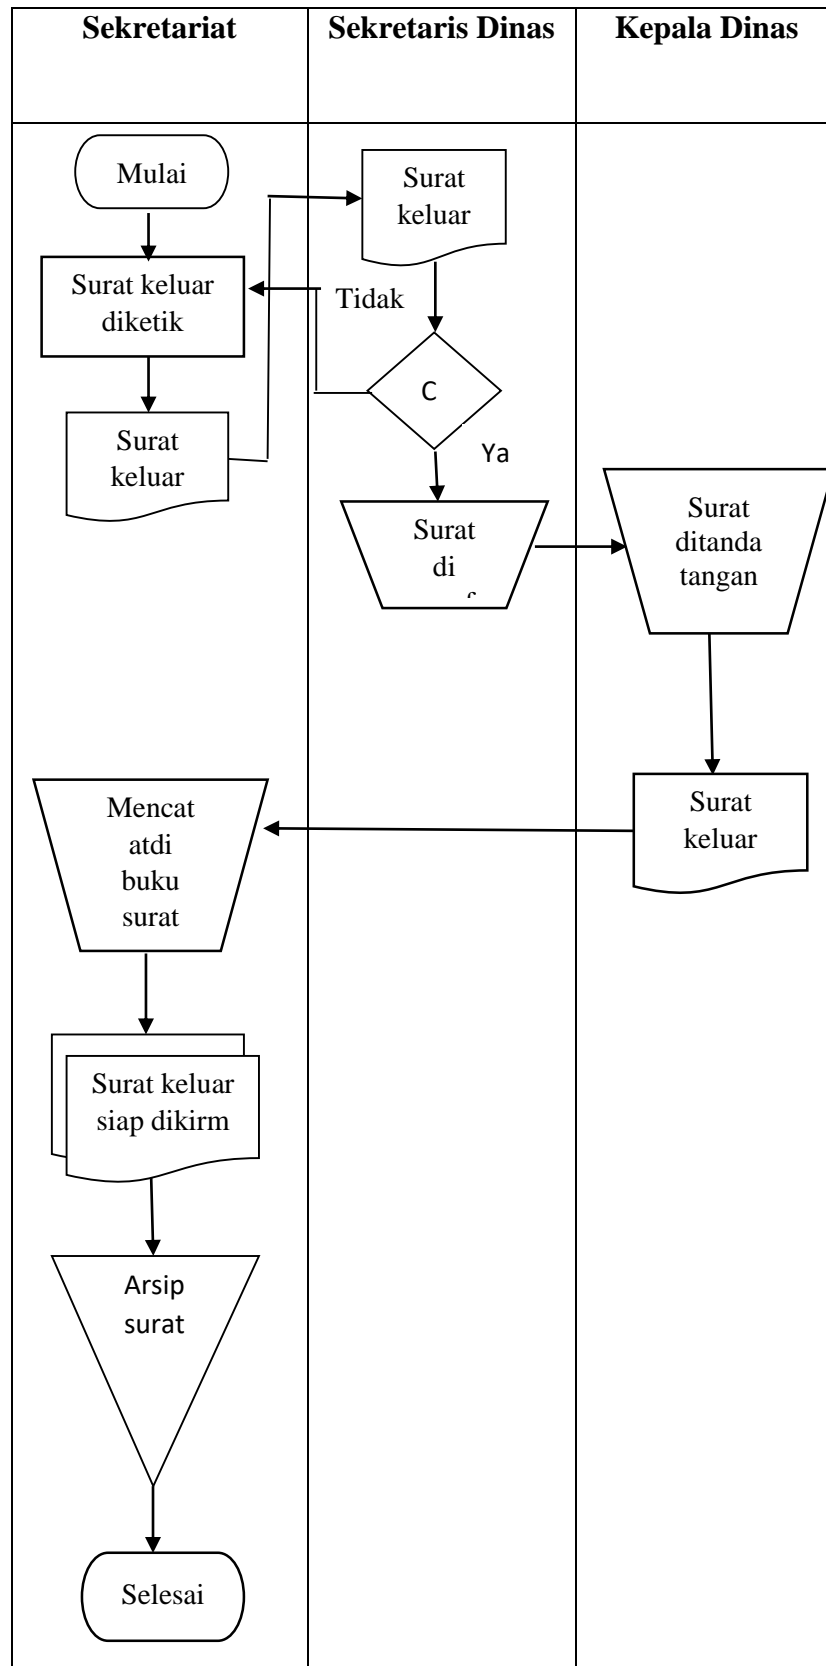 Sekretariat
Sekretaris Dinas
Kepala Dinas
Mulai
Surat keluar
diketik
Surat
keluar
Surat
keluar
Tidak
C
Ya
Surat
di
Surat
ditanda
tangan
Surat
keluar
Mencat
atdi
buku
surat
Surat keluar
siap dikirm
Arsip
surat
Selesai